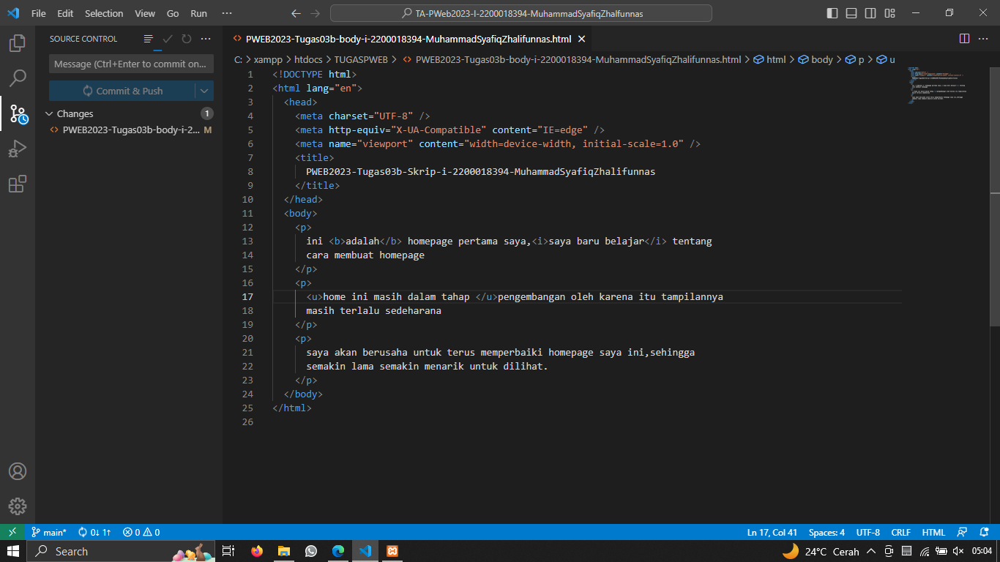 File Edit Selection View Go Run ···
TA-PWeb2023-I-2200018394-MuhammadSyafiqZhalfunnas
SOURCE CONTROL
Message (Ctrl+Enter to commit on...
Commit & Push
Changes 1
PWEB2023-Tugas03b-body-i-2... M
PWEB2023-Tugas03b-body-i-2200018394-MuhammadSyafiqZhalifunnas.html
C: > xampp > htdocs > TUGASPWEB > PWEB2023-Tugas03b-body-i-2200018394-MuhammadSyafiqZhalifunnas.html > html > body > p > u
1 <!DOCTYPE html>
2 <html lang="en">
3 <head>
4 <meta charset="UTF-8" />
5 <meta http-equiv="X-UA-Compatible" content="IE=edge" />
6 <meta name="viewport" content="width=device-width, initial-scale=1.0" />
7 <title>
8 PWEB2023-Tugas03b-Skrip-i-2200018394-MuhammadSyafiqZhalifunnas
9 </title>
10 </head>
11 <body>
12 <p>
13 ini <b>adalah</b> homepage pertama saya,<i>saya baru belajar</i> tentang
14 cara membuat homepage
15 </p>
16 <p>
17 <u>home ini masih dalam tahap </u>pengembangan oleh karena itu tampilannya
18 masih terlalu sedeharana
19 </p>
20 <p>
21 saya akan berusaha untuk terus memperbaiki homepage saya ini,sehingga
22 semakin lama semakin menarik untuk dilihat.
23 </p>
24 </body>
25 </html>
26
main* 0↓ 1↑ 0 0 Ln 17, Col 41 Spaces: 4 UTF-8 CRLF HTML
Search 24°C Cerah 05:04